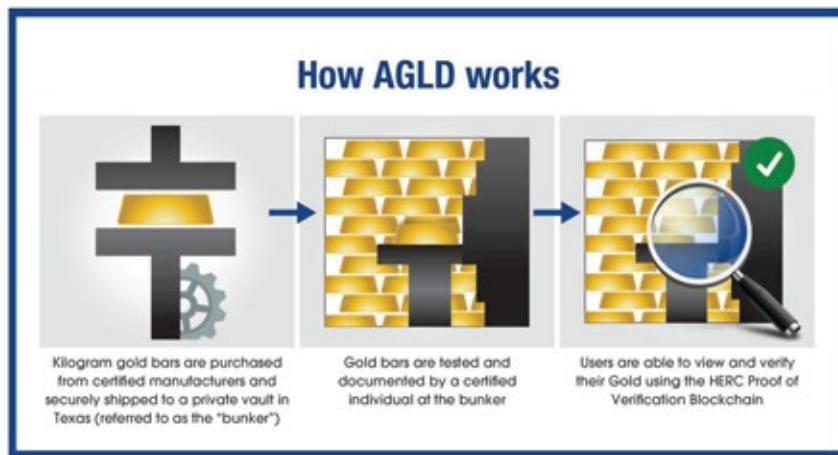 How AGLD works
Kilogram gold bars are purchased
from certified manufacturers and
securely shipped to a private vault in
Texas (referred to as the “bunker”)
Gold bars are tested and
documented by a certified
individual at the bunker
Users are able to view and verify
their Gold using the HERC Proof of
Verification Blockchain